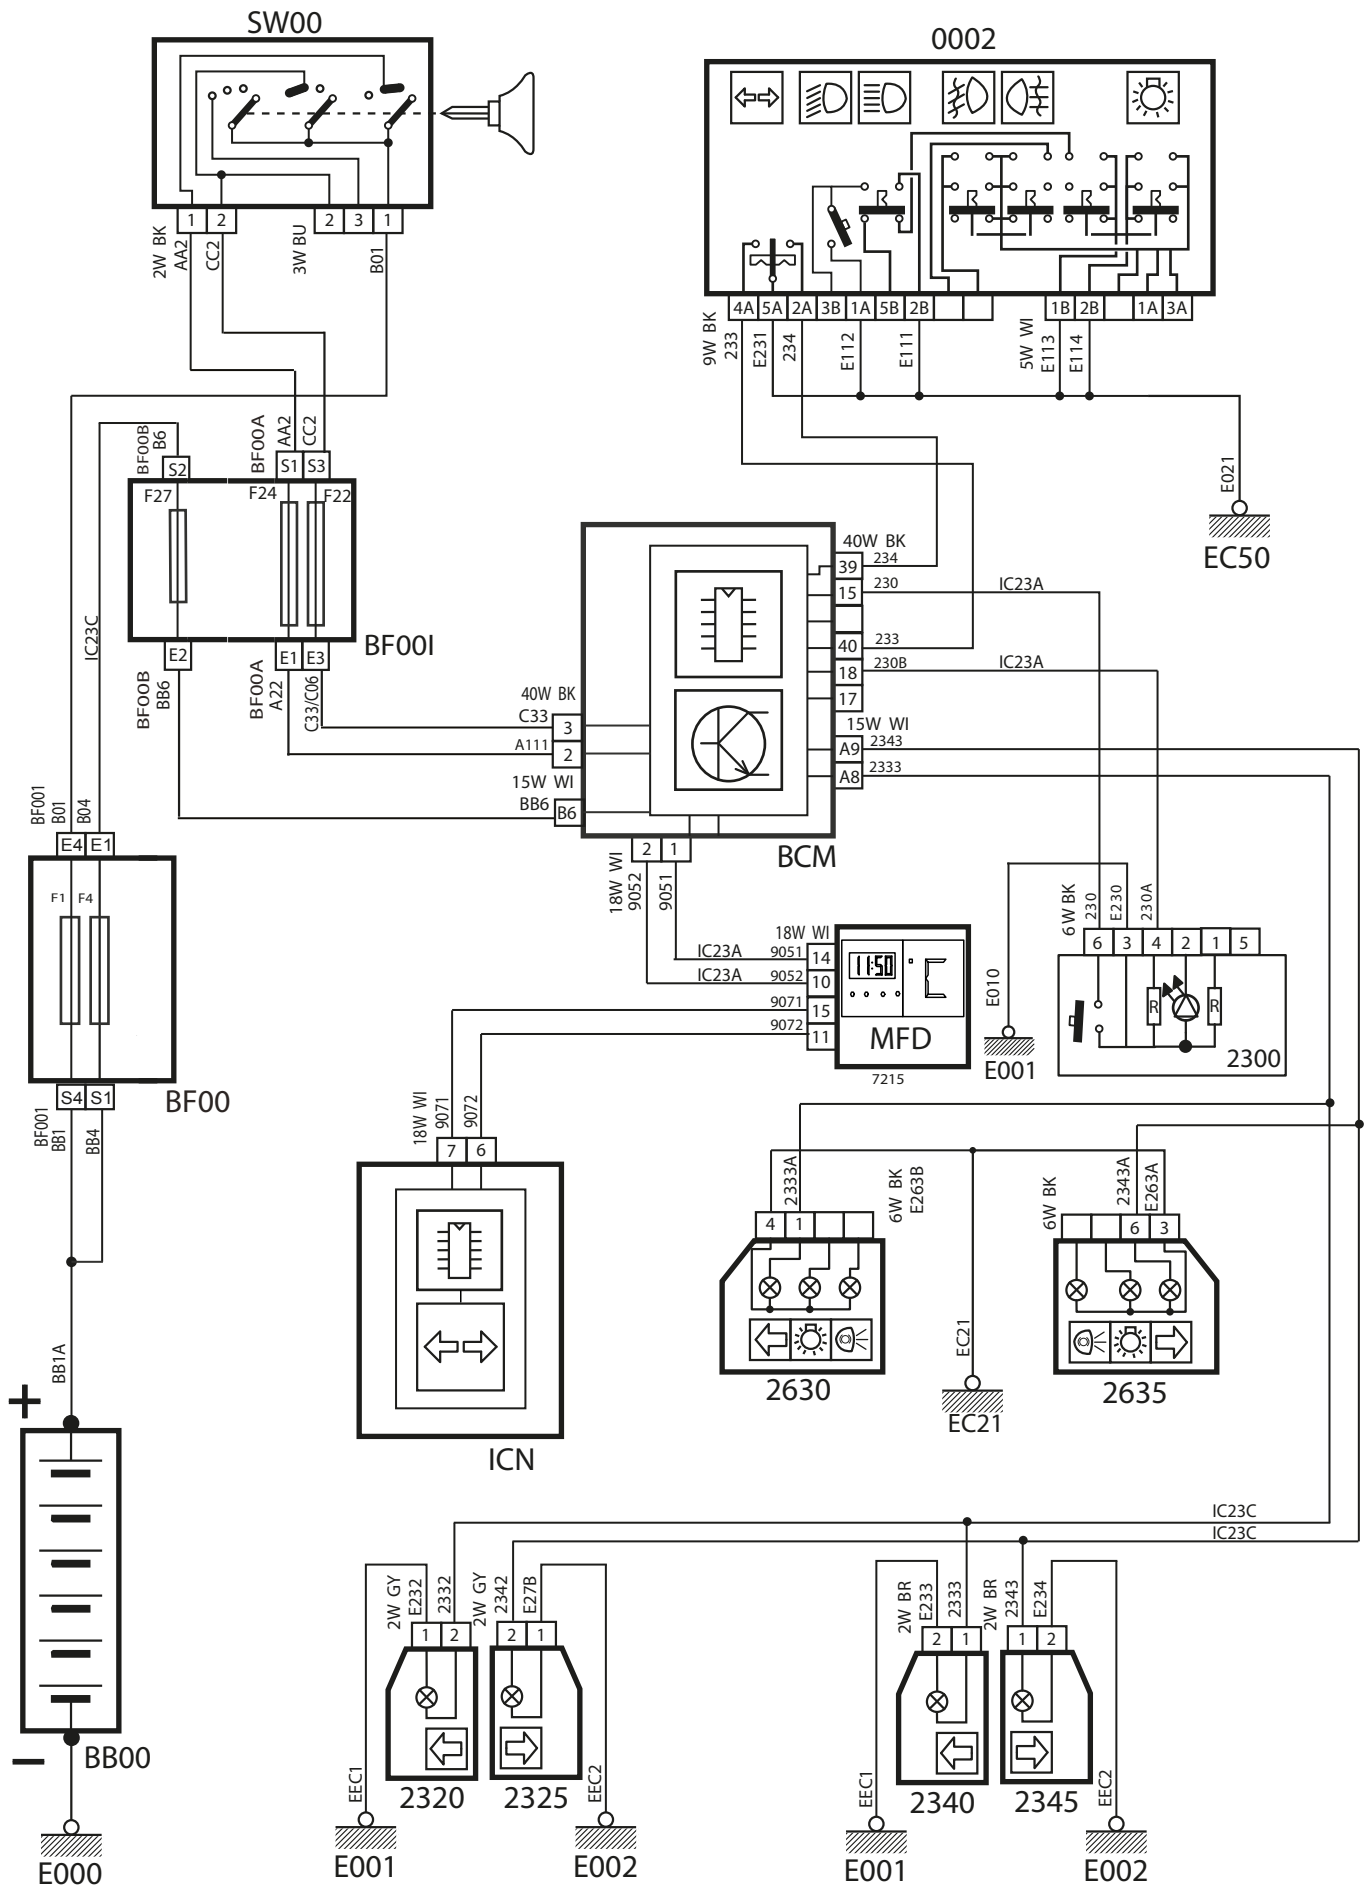 SW00
0002
1 2 2 3 1
2W BK
AA2
CC2
3W BU
B01
4A 5A 2A 3B 1A 5B 2B 1B 2B 1A 3A
9W BK
233
E231
234
E112
E111
5W WI
E113
E114
BF00B
B6
BF00A
AA2
CC2
S2 S1 S3
F27 F24 F22
E021
EC50
IC23C
BF00I
E2 E1 E3
BF00B
BB6
BF00A
A22
C33/C06
40W BK
39 234
15 230 IC23A
40 233
18 230B IC23A
17
15W WI
A9 2343
A8 2333
40W BK
C33 3
A111 2
15W WI
BB6 B6
BCM
2 1
18W WI
9052
9051
BF001
B01
B04
E4 E1
F1 F4
S4 S1
BF00
BF001
BB1
BB4
18W WI
IC23A 9051 14
IC23A 9052 10
9071 15
9072 11
11:50
MFD
7215
6W BK
230
E230
230A
6 3 4 2 1 5
R R
2300
E010
E001
18W WI
9071
9072
7 6
ICN
2333A
6W BK
E263B
4 1
2630
6W BK
2343A
E263A
6 3
2635
EC21
EC21
BB1A
+
−
BB00
E000
IC23C
IC23C
2W GY
E232
2332
2W GY
2342
E27B
1 2 2 1
2320
2325
EEC1
EEC2
E001
E002
2W BR
E233
2333
2W BR
2343
E234
2 1 1 2
2340
2345
EEC1
EEC2
E001
E002